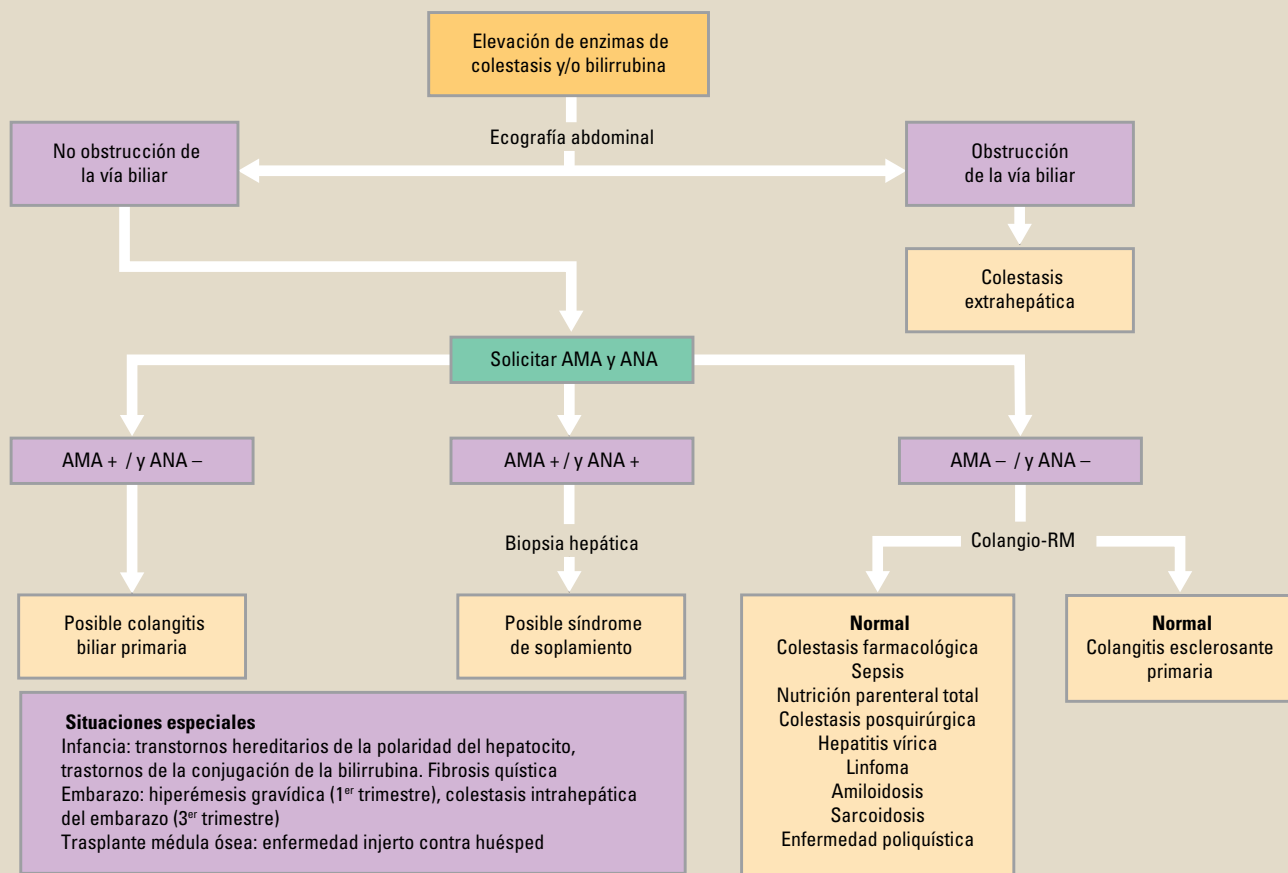 Elevación de enzimas de
colestasis y/o bilirrubina
Ecografía abdominal
No obstrucción de
la vía biliar
Obstrucción
de la vía biliar
Colestasis
extrahepática
Solicitar AMA y ANA
AMA + / y ANA –
AMA + / y ANA +
AMA – / y ANA –
Biopsia hepática
Colangio-RM
Posible colangitis
biliar primaria
Posible síndrome
de soplamiento
Normal
Colestasis farmacológica
Sepsis
Nutrición parenteral total
Colestasis posquirúrgica
Hepatitis vírica
Linfoma
Amiloidosis
Sarcoidosis
Enfermedad poliquística
Normal
Colangitis esclerosante
primaria
Situaciones especiales
Infancia: transtornos hereditarios de la polaridad del hepatocito,
trastornos de la conjugación de la bilirrubina. Fibrosis quística
Embarazo: hiperémesis gravídica (1er trimestre), colestasis intrahepática
del embarazo (3er trimestre)
Trasplante médula ósea: enfermedad injerto contra huésped